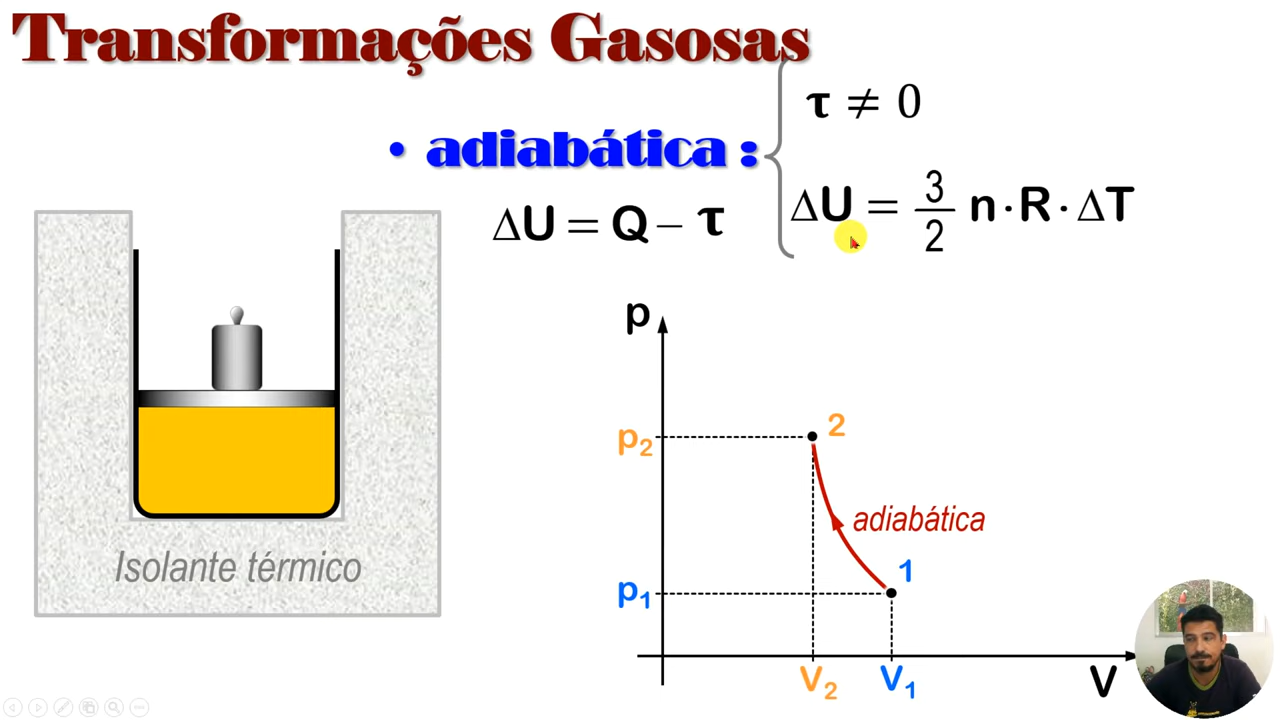 Transformações Gasosas
• adiabática :
τ ≠ 0
ΔU = Q – τ
ΔU = 3/2 n · R · ΔT
Isolante térmico
p
p2
2
adiabática
1
p1
V2
V1
V